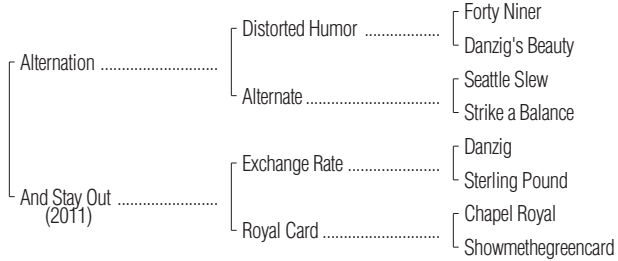 Forty Niner
Distorted Humor ..................
Danzig's Beauty
Alternation ...........................
Seattle Slew
Alternate ................................
Strike a Balance
Danzig
Exchange Rate ......................
Sterling Pound
And Stay Out ........................
(2011)
Chapel Royal
Royal Card ............................
Showmethegreencard